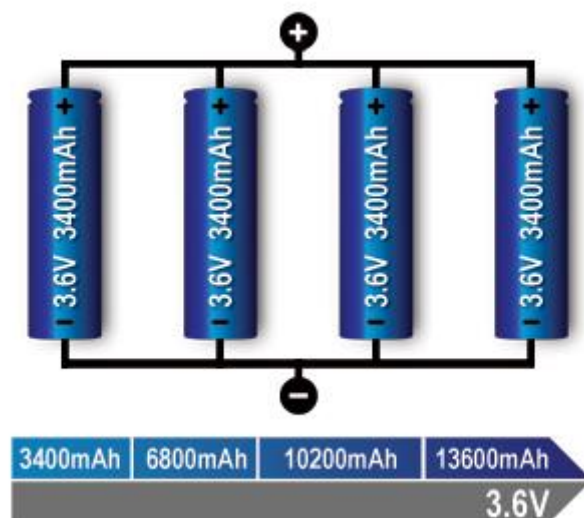 +
+ 3.6V 3400mAh −
+ 3.6V 3400mAh −
+ 3.6V 3400mAh −
+ 3.6V 3400mAh −
−
3400mAh 6800mAh 10200mAh 13600mAh
3.6V